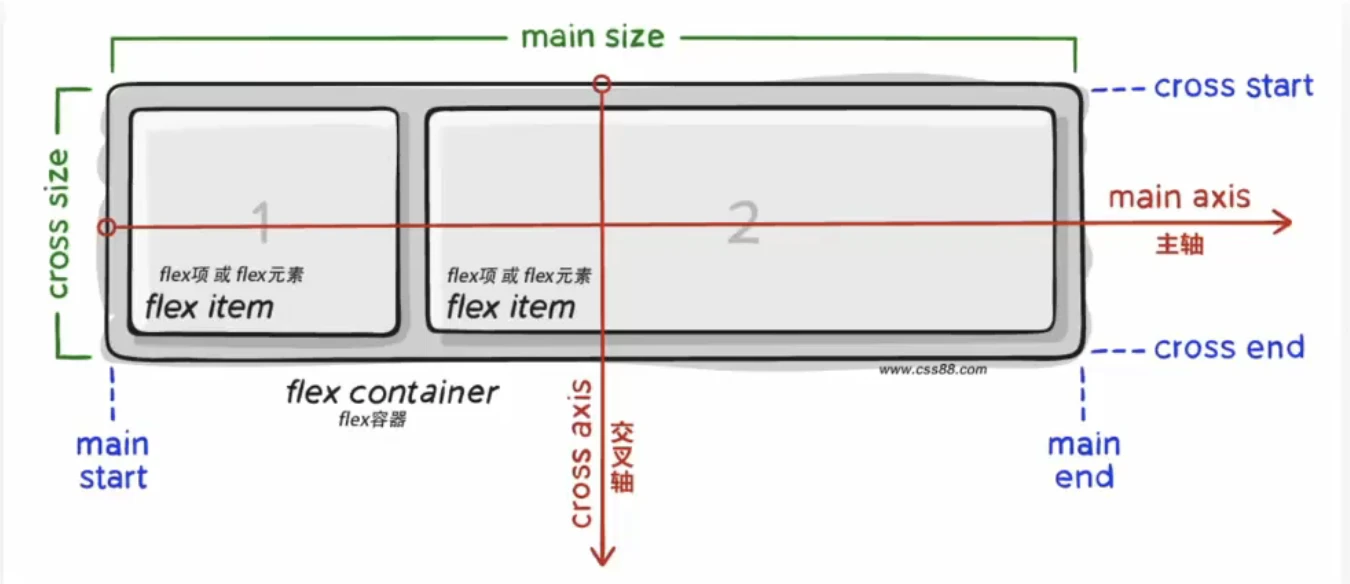 main size
cross start
cross size
1
2
main axis
主轴
flex项 或 flex元素
flex item
flex项 或 flex元素
flex item
cross end
www.css88.com
flex container
flex容器
cross axis
交叉轴
main
start
main
end